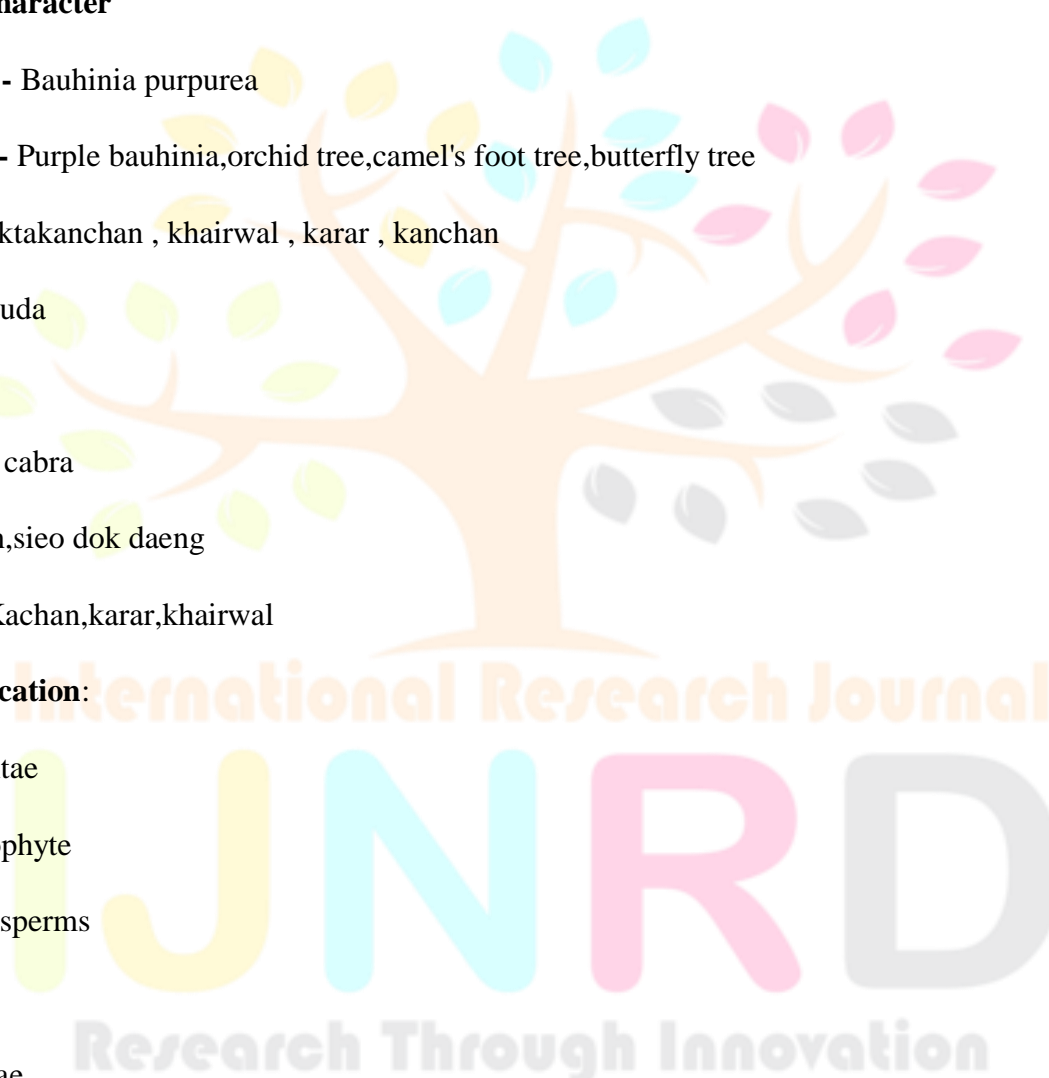 haracter
- Bauhinia purpurea
- Purple bauhinia,orchid tree,camel's foot tree,butterfly tree
ktakanchan , khairwal , karar , kanchan
uda
cabra
,sieo dok daeng
Kachan,karar,khairwal
cation:
International Research Journal
tae
phyte
sperms
IJNRD
Research Through Innovation
ae